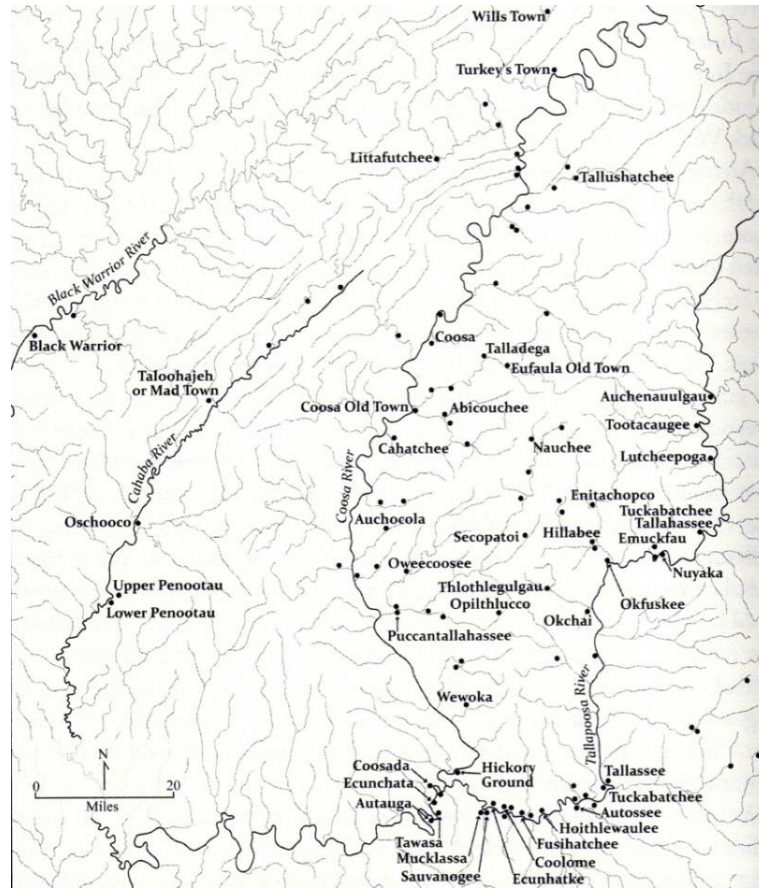 Wills Town
Turkey's Town
Littafutchee
Tallushatchee
Black Warrior River
Black Warrior
Coosa
Talladega
Eufaula Old Town
Taloohajeh
or Mad Town
Coosa Old Town
Abicouchee
Auchenauulgau
Tootacaugee
Cahatchee
Nauchee
Lutcheepoga
Cahaba River
Coosa River
Enitachopco
Tuckabatchee
Tallahassee
Oschooco
Auchocola
Secopatoi
Hillabee
Emuckfau
Nuyaka
Oweecoosee
Upper Penootau
Lower Penootau
Thlothlegulgau
Opilthlucco
Okfuskee
Okchai
Puccantallahassee
Tallapoosa River
Wewoka
N
0 20
Miles
Coosada
Ecunchata
Autauga
Hickory
Ground
Tallassee
Tuckabatchee
Autossee
Hoithlewaulee
Fusihatchee
Tawasa
Mucklassa
Sauvanogee
Coolome
Ecunhatke